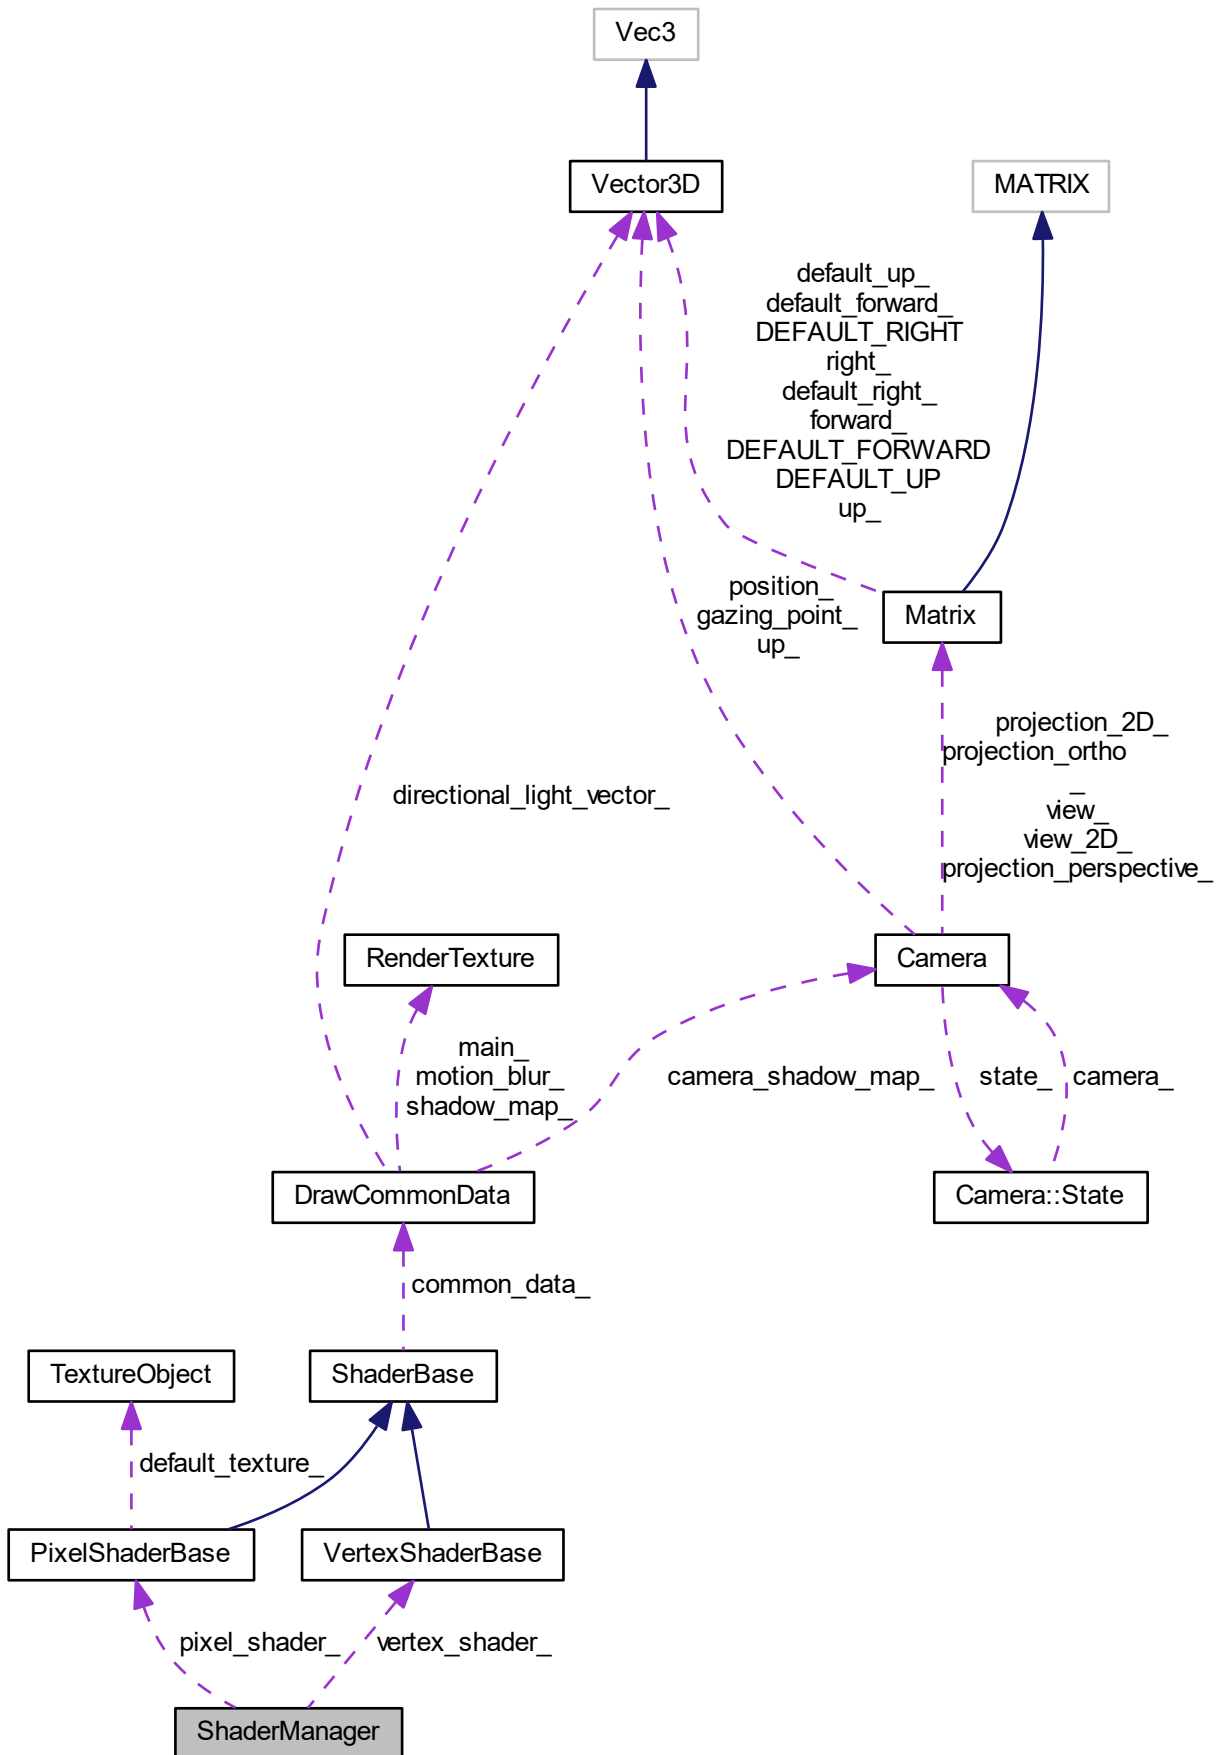 Vec3
Vector3D
MATRIX
default_up_
default_forward_
DEFAULT_RIGHT
right_
default_right_
forward_
DEFAULT_FORWARD
DEFAULT_UP
up_
position_
gazing_point_
up_
Matrix
projection_2D_
projection_ortho
_
view_
view_2D_
projection_perspective_
directional_light_vector_
RenderTexture
Camera
main_
motion_blur_
shadow_map_
camera_shadow_map_
state_
camera_
DrawCommonData
Camera::State
common_data_
TextureObject
ShaderBase
default_texture_
PixelShaderBase
VertexShaderBase
pixel_shader_
vertex_shader_
ShaderManager